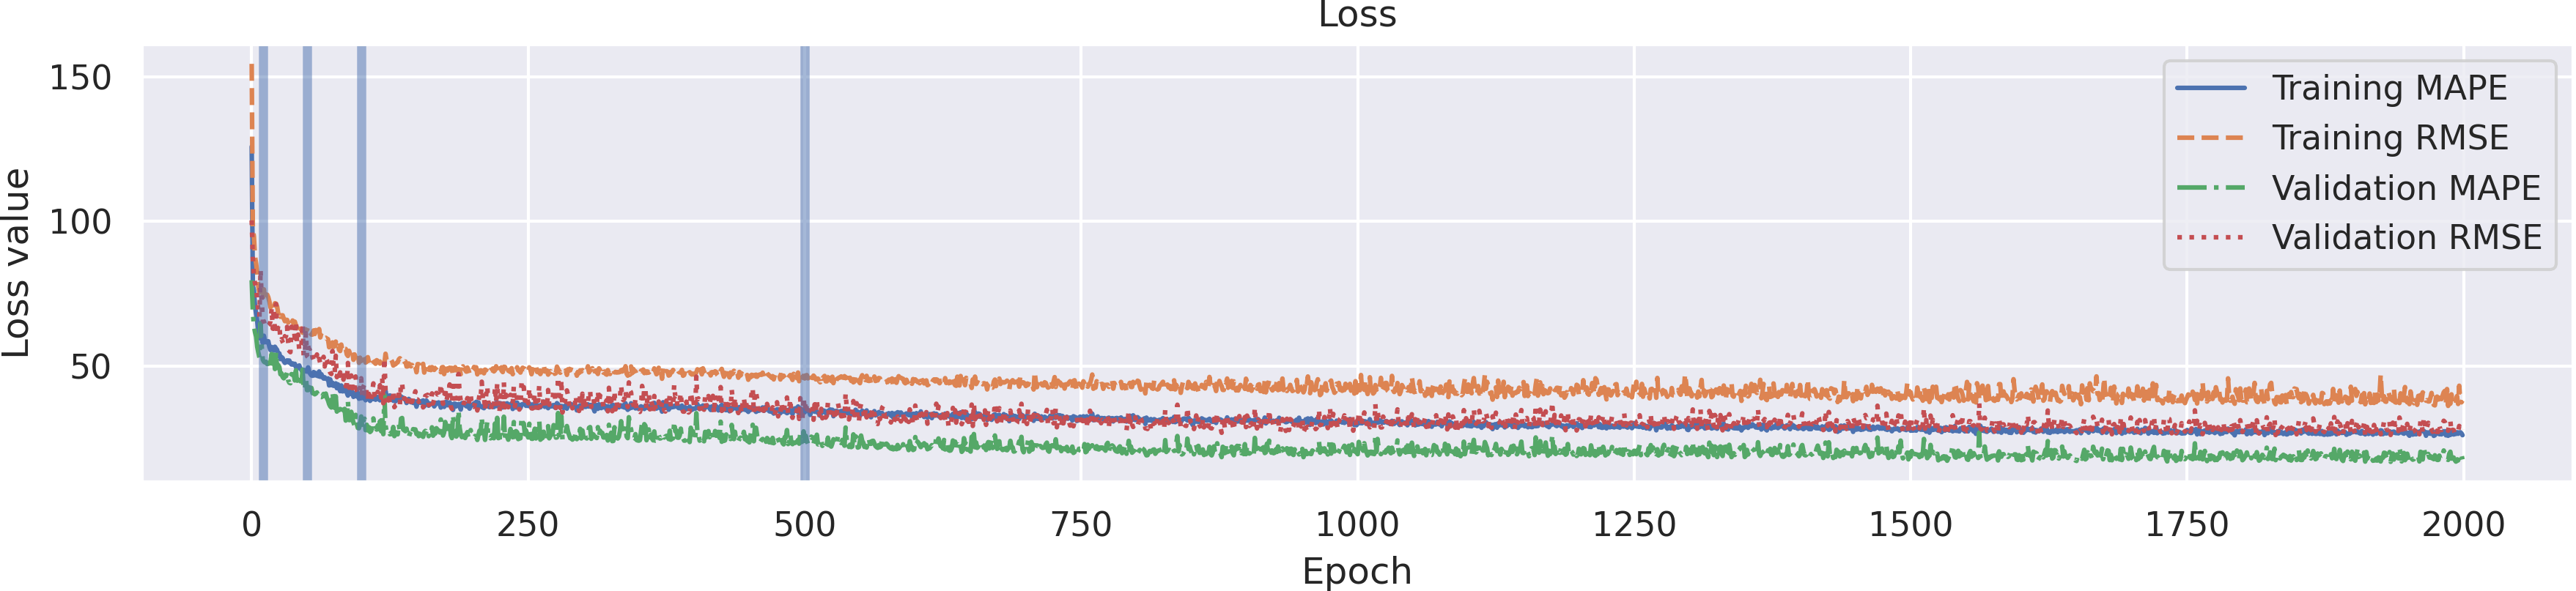 Loss
Loss value
150
100
50
Training MAPE
Training RMSE
Validation MAPE
Validation RMSE
0 250 500 750 1000 1250 1500 1750 2000
Epoch